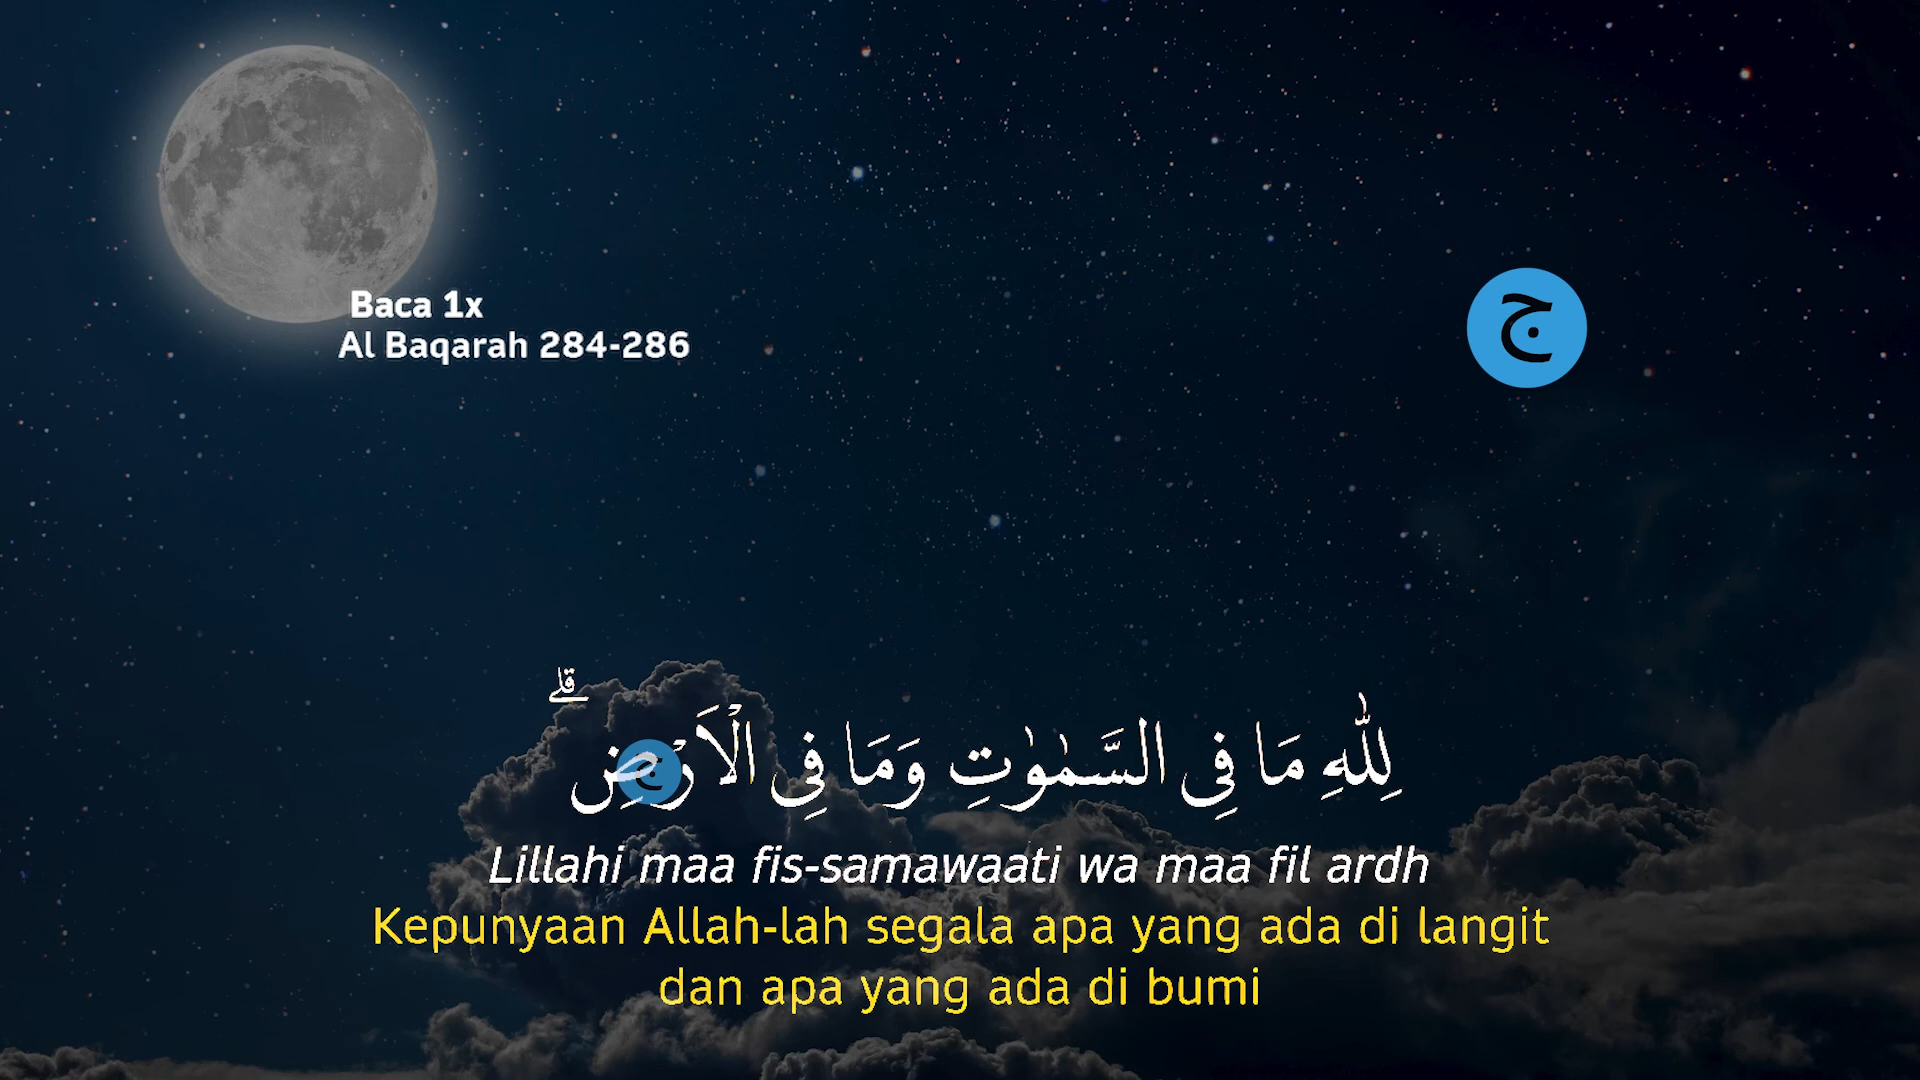 Baca 1x
Al Baqarah 284-286
ج
لِلّٰهِ مَا فِى السَّمٰوٰتِ وَمَا فِى الْاَرْضِ ۗ
ج
Lillahi maa fis-samawaati wa maa fil ardh
Kepunyaan Allah-lah segala apa yang ada di langit
dan apa yang ada di bumi